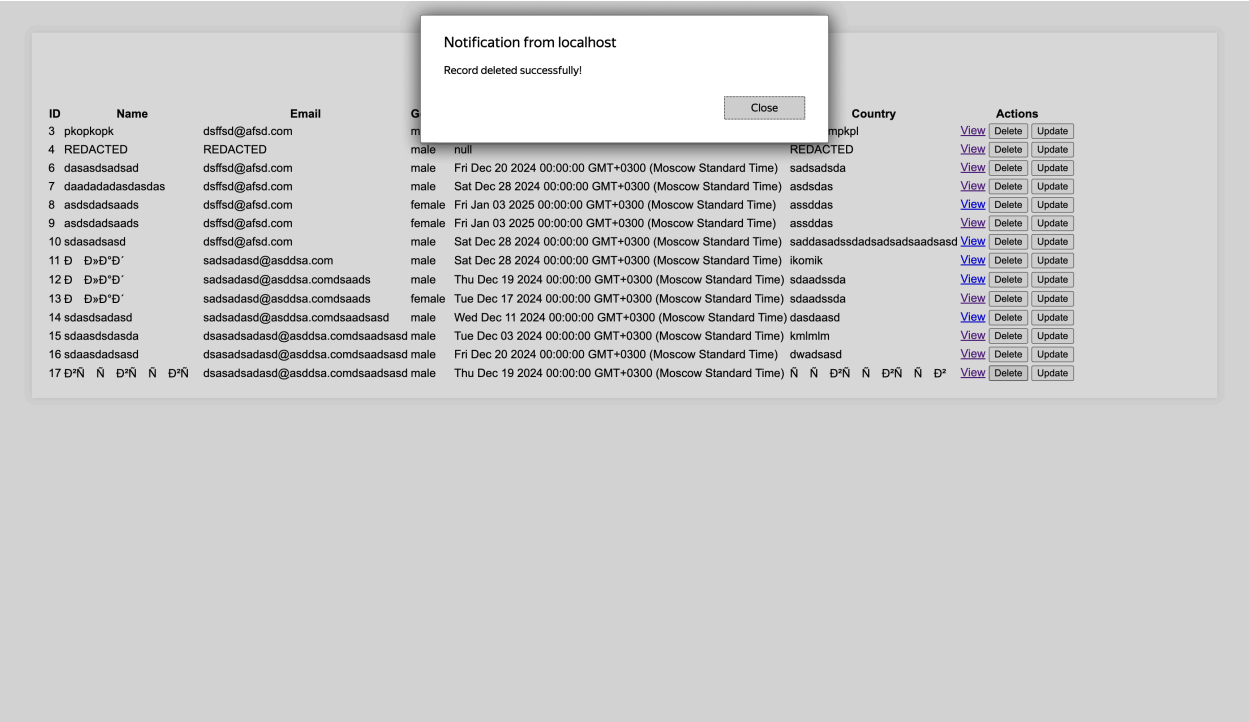 Notification from localhost
Record deleted successfully!
Close
ID Name Email Country Actions
3 pkopkopk dsffsd@afsd.com View Delete Update
4 REDACTED REDACTED male null REDACTED View Delete Update
6 dasasdsadsad dsffsd@afsd.com male Fri Dec 20 2024 00:00:00 GMT+0300 (Moscow Standard Time) sadsadsda View Delete Update
7 daadadadasdasdas dsffsd@afsd.com male Sat Dec 28 2024 00:00:00 GMT+0300 (Moscow Standard Time) asdsdas View Delete Update
8 asdsdadsaads dsffsd@afsd.com female Fri Jan 03 2025 00:00:00 GMT+0300 (Moscow Standard Time) assddas View Delete Update
9 asdsdadsaads dsffsd@afsd.com female Fri Jan 03 2025 00:00:00 GMT+0300 (Moscow Standard Time) assddas View Delete Update
10 sdasadsasd dsffsd@afsd.com male Sat Dec 28 2024 00:00:00 GMT+0300 (Moscow Standard Time) saddasadssdadsadsadsaadsasd View Delete Update
11 Ð Ð»Ð°Ð´ sadsadasd@asddsa.com male Sat Dec 28 2024 00:00:00 GMT+0300 (Moscow Standard Time) ikomik View Delete Update
12 Ð Ð»Ð°Ð´ sadsadasd@asddsa.comdsaads male Thu Dec 19 2024 00:00:00 GMT+0300 (Moscow Standard Time) sdaadssda View Delete Update
13 Ð Ð»Ð°Ð´ sadsadasd@asddsa.comdsaads female Tue Dec 17 2024 00:00:00 GMT+0300 (Moscow Standard Time) sdaadssda View Delete Update
14 sdasdsadasd sadsadasd@asddsa.comdsaadsasd male Wed Dec 11 2024 00:00:00 GMT+0300 (Moscow Standard Time) dasdaasd View Delete Update
15 sdaasdsdasda dsasadsadasd@asddsa.comdsaadsasd male Tue Dec 03 2024 00:00:00 GMT+0300 (Moscow Standard Time) kmlmlm View Delete Update
16 sdaasdadsasd dsasadsadasd@asddsa.comdsaadsasd male Fri Dec 20 2024 00:00:00 GMT+0300 (Moscow Standard Time) dwadsasd View Delete Update
17 Ð²Ñ Ñ Ð²Ñ Ñ Ð²Ñ dsasadsadasd@asddsa.comdsaadsasd male Thu Dec 19 2024 00:00:00 GMT+0300 (Moscow Standard Time) Ñ Ñ Ð²Ñ Ñ Ð²Ñ Ñ Ð² View Delete Update